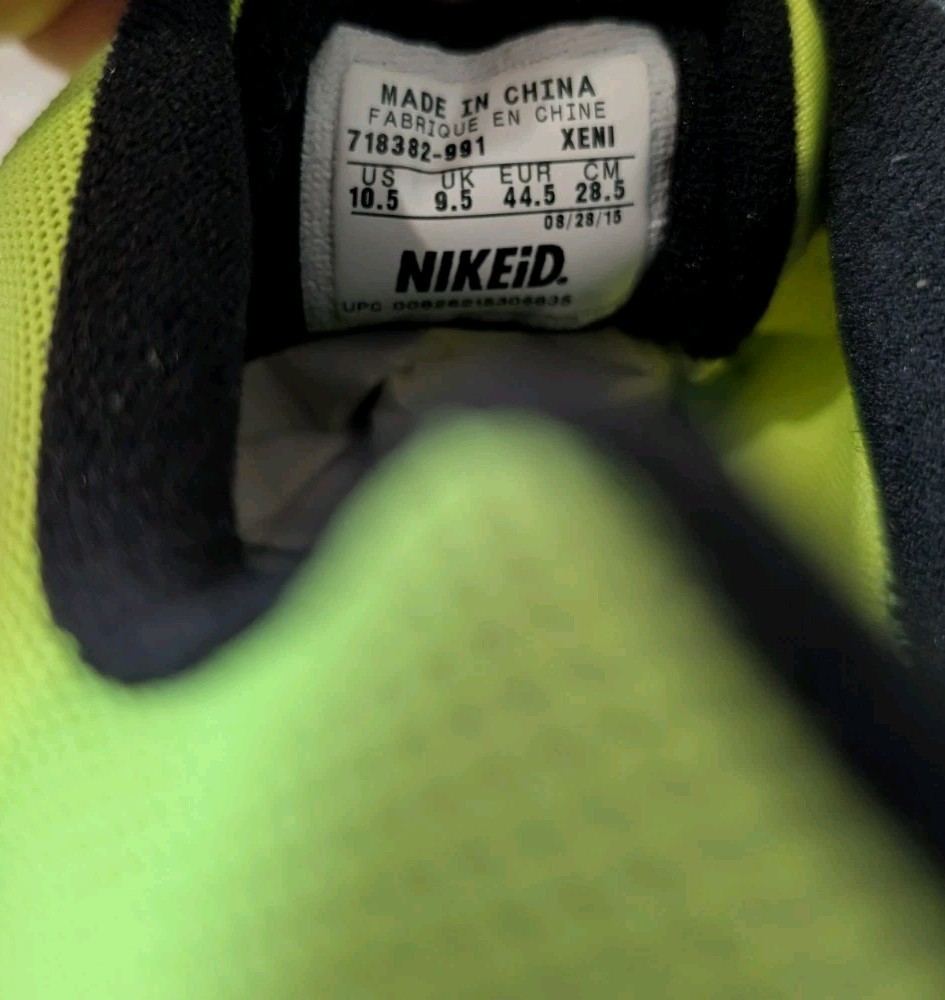 MADE IN CHINA
FABRIQUE EN CHINE
718382-991 XENI
US UK EUR CM
10.5 9.5 44.5 28.5
08/28/15
NIKEiD.
UPC